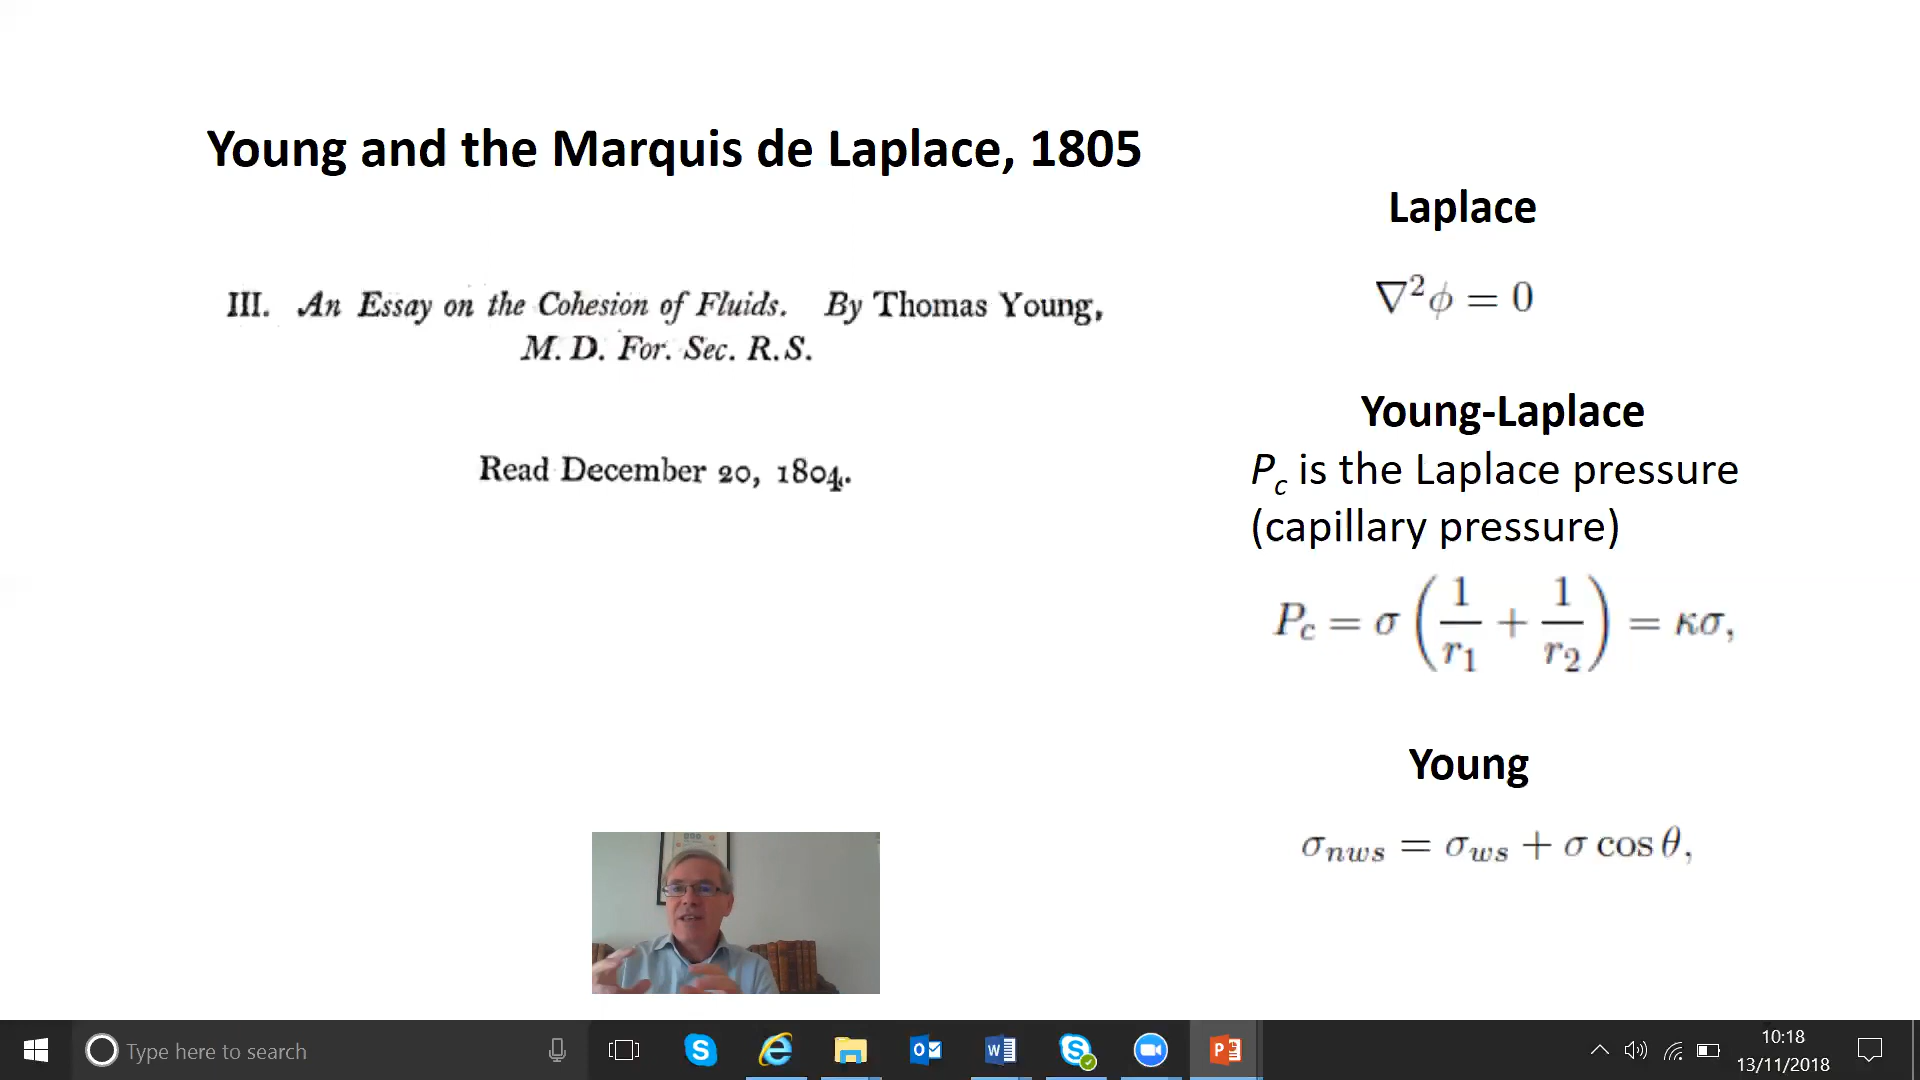 Young and the Marquis de Laplace, 1805
III. An Essay on the Cohesion of Fluids. By Thomas Young,
M. D. For. Sec. R.S.
Read December 20, 1804.
Laplace
∇²ϕ = 0
Young-Laplace
P_c is the Laplace pressure
(capillary pressure)
P_c = σ (1/r₁ + 1/r₂) = κσ,
Young
σ_nws = σ_ws + σ cos θ,
Type here to search
10:18
13/11/2018